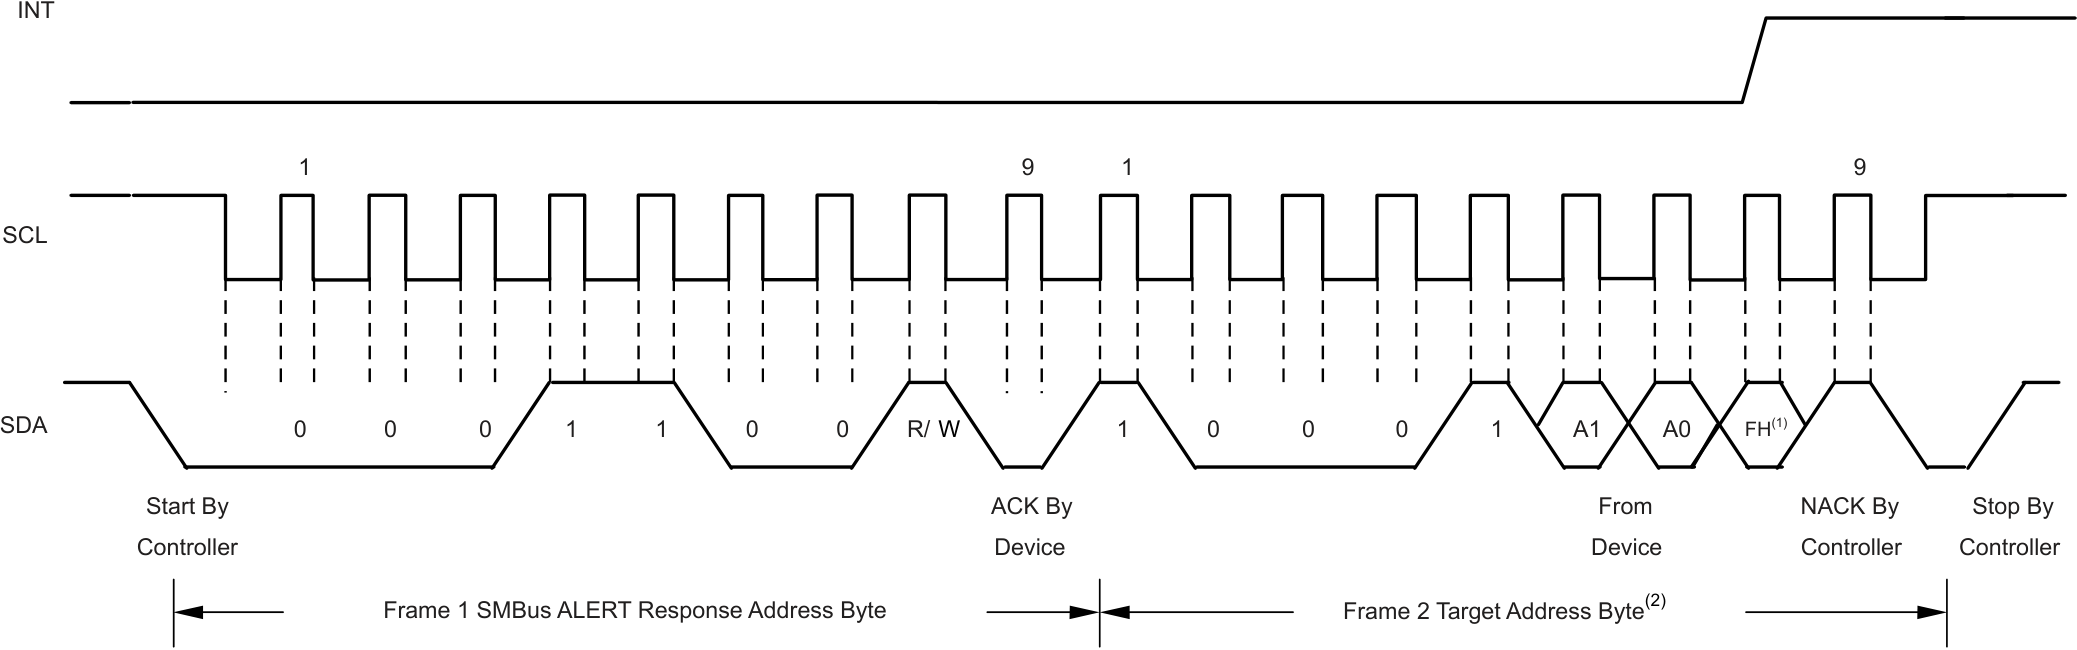 INT
1 9 1 9
SCL
SDA 0 0 0 1 1 0 0 R/ W 1 0 0 0 1 A1 A0 FH(1)
Start By Controller
ACK By Device
From Device
NACK By Controller
Stop By Controller
Frame 1 SMBus ALERT Response Address Byte
Frame 2 Target Address Byte(2)